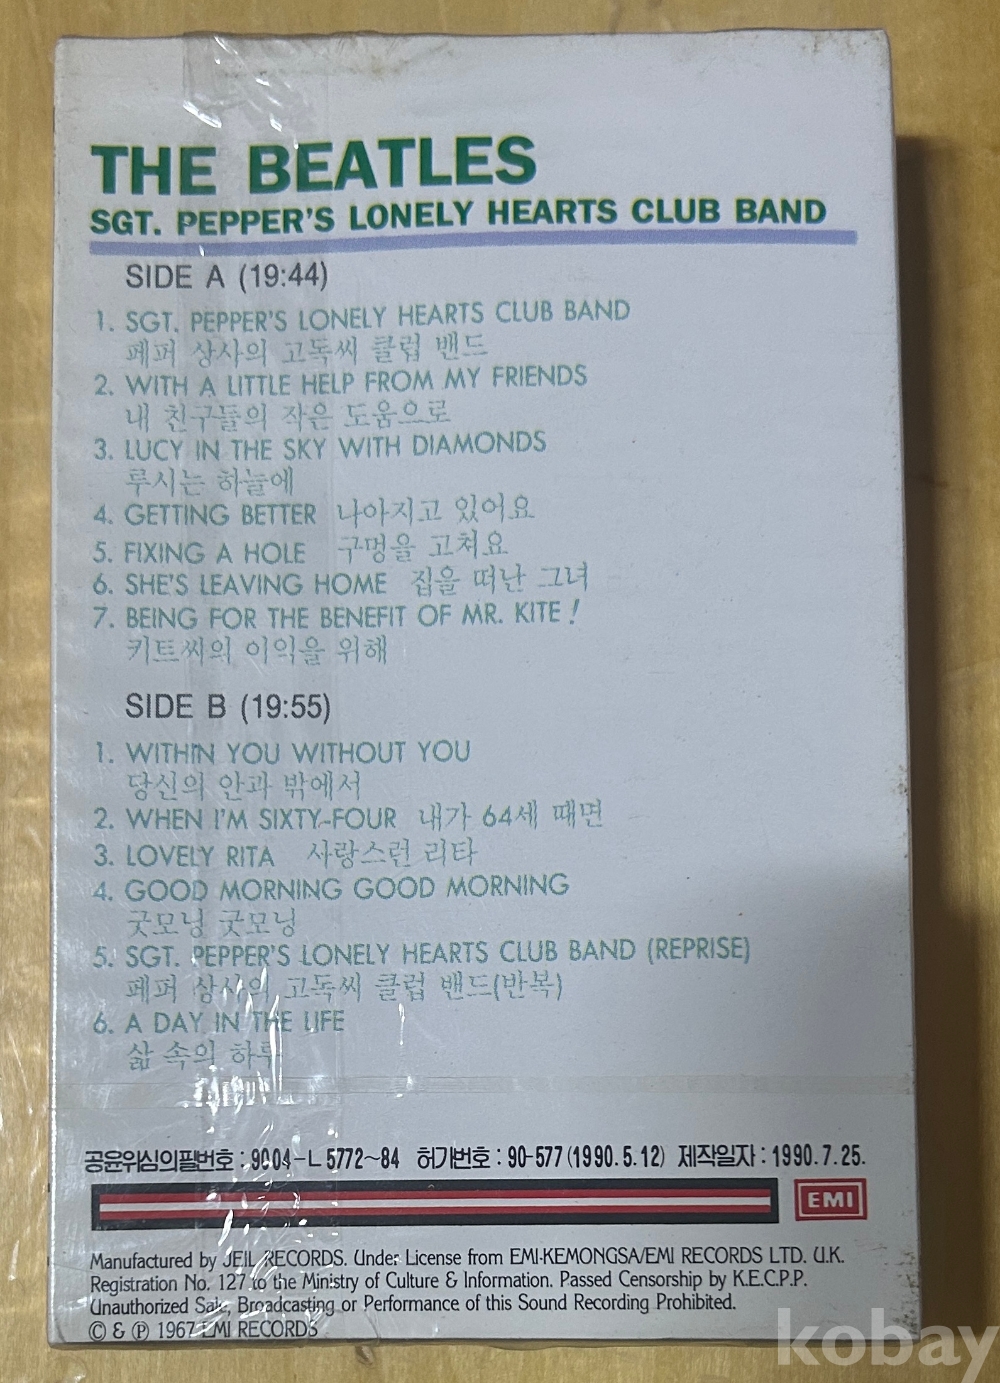 THE BEATLES
SGT. PEPPER'S LONELY HEARTS CLUB BAND
SIDE A (19:44)
1. SGT. PEPPER'S LONELY HEARTS CLUB BAND
페퍼 상사의 고독씨 클럽 밴드
2. WITH A LITTLE HELP FROM MY FRIENDS
내 친구들의 작은 도움으로
3. LUCY IN THE SKY WITH DIAMONDS
루시는 하늘에
4. GETTING BETTER 나아지고 있어요
5. FIXING A HOLE 구멍을 고쳐요
6. SHE'S LEAVING HOME 집을 떠난 그녀
7. BEING FOR THE BENEFIT OF MR. KITE!
키트씨의 이익을 위해
SIDE B (19:55)
1. WITHIN YOU WITHOUT YOU
당신의 안과 밖에서
2. WHEN I'M SIXTY-FOUR 내가 64세 때면
3. LOVELY RITA 사랑스런 리타
4. GOOD MORNING GOOD MORNING
굿모닝 굿모닝
5. SGT. PEPPER'S LONELY HEARTS CLUB BAND (REPRISE)
페퍼 상사의 고독씨 클럽 밴드(반복)
6. A DAY IN THE LIFE
삶 속의 하루
공윤위심의필번호 : 9004-L 5772~84 허가번호 : 90-577 (1990.5.12) 제작일자 : 1990.7.25.
EMI
Manufactured by JEIL RECORDS. Under License from EMI-KEMONGSA/EMI RECORDS LTD. U.K.
Registration No. 127 to the Ministry of Culture & Information. Passed Censorship by K.E.C.P.P.
Unauthorized Sale, Broadcasting or Performance of this Sound Recording Prohibited.
© & ℗ 1967 EMI RECORDS
kobay